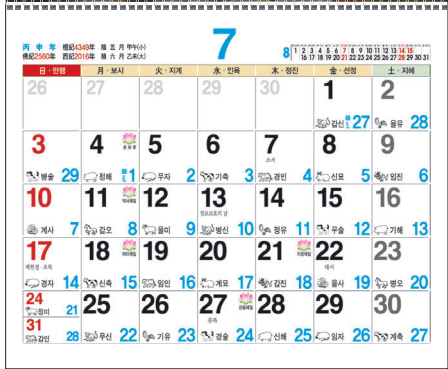 丙 申 年 檀紀4349年 陽 五 月 甲午(小)
佛紀2560年 西紀2016年 陽 六 月 乙未(大)
7
8 1 2 3 4 5 6 7 8 9 10 11 12 13 14 15
16 17 18 19 20 21 22 23 24 25 26 27 28 29 30 31
日·만행 月·보시 火·지계 水·인욕 木·정진 金·선정 土·지혜
26 27 28 29 30 1 2
갑신 27 을유 28
3 4 5 6 7 8 9
소서
병술 29 정해 1 무자 2 기축 3 경인 4 신묘 5 임진 6
10 11 12 13 14 15 16
계사 7 갑오 8 을미 9 병신 10 정유 11 무술 12 기해 13
17 18 19 20 21 22 23
제헌절·초복 대서
경자 14 신축 15 임인 16 계묘 17 갑진 18 을사 19 병오 20
24 25 26 27 28 29 30
정미 21 중복
31
갑인 28 무신 22 기유 23 경술 24 신해 25 임자 26 계축 27